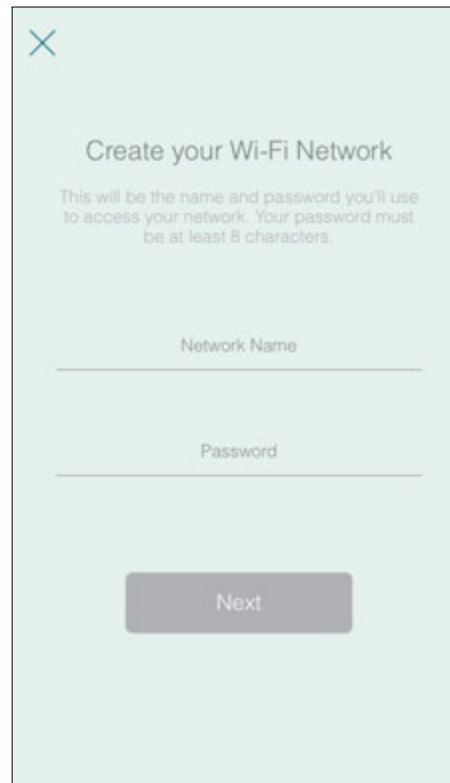 Create your Wi-Fi Network
This will be the name and password you'll use
to access your network. Your password must
be at least 8 characters.
Network Name
Password
Next